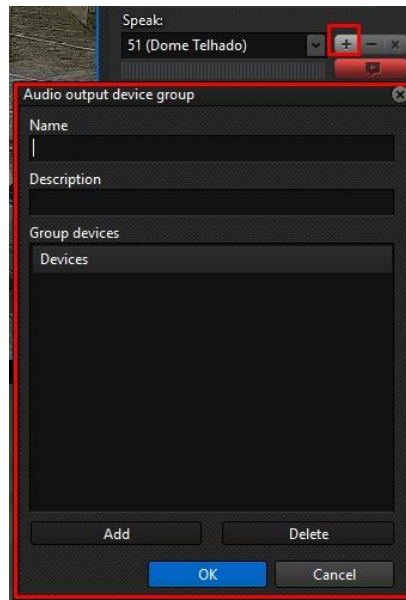 Speak:
51 (Dome Telhado)
Audio output device group
Name
Description
Group devices
Devices
Add Delete
OK Cancel